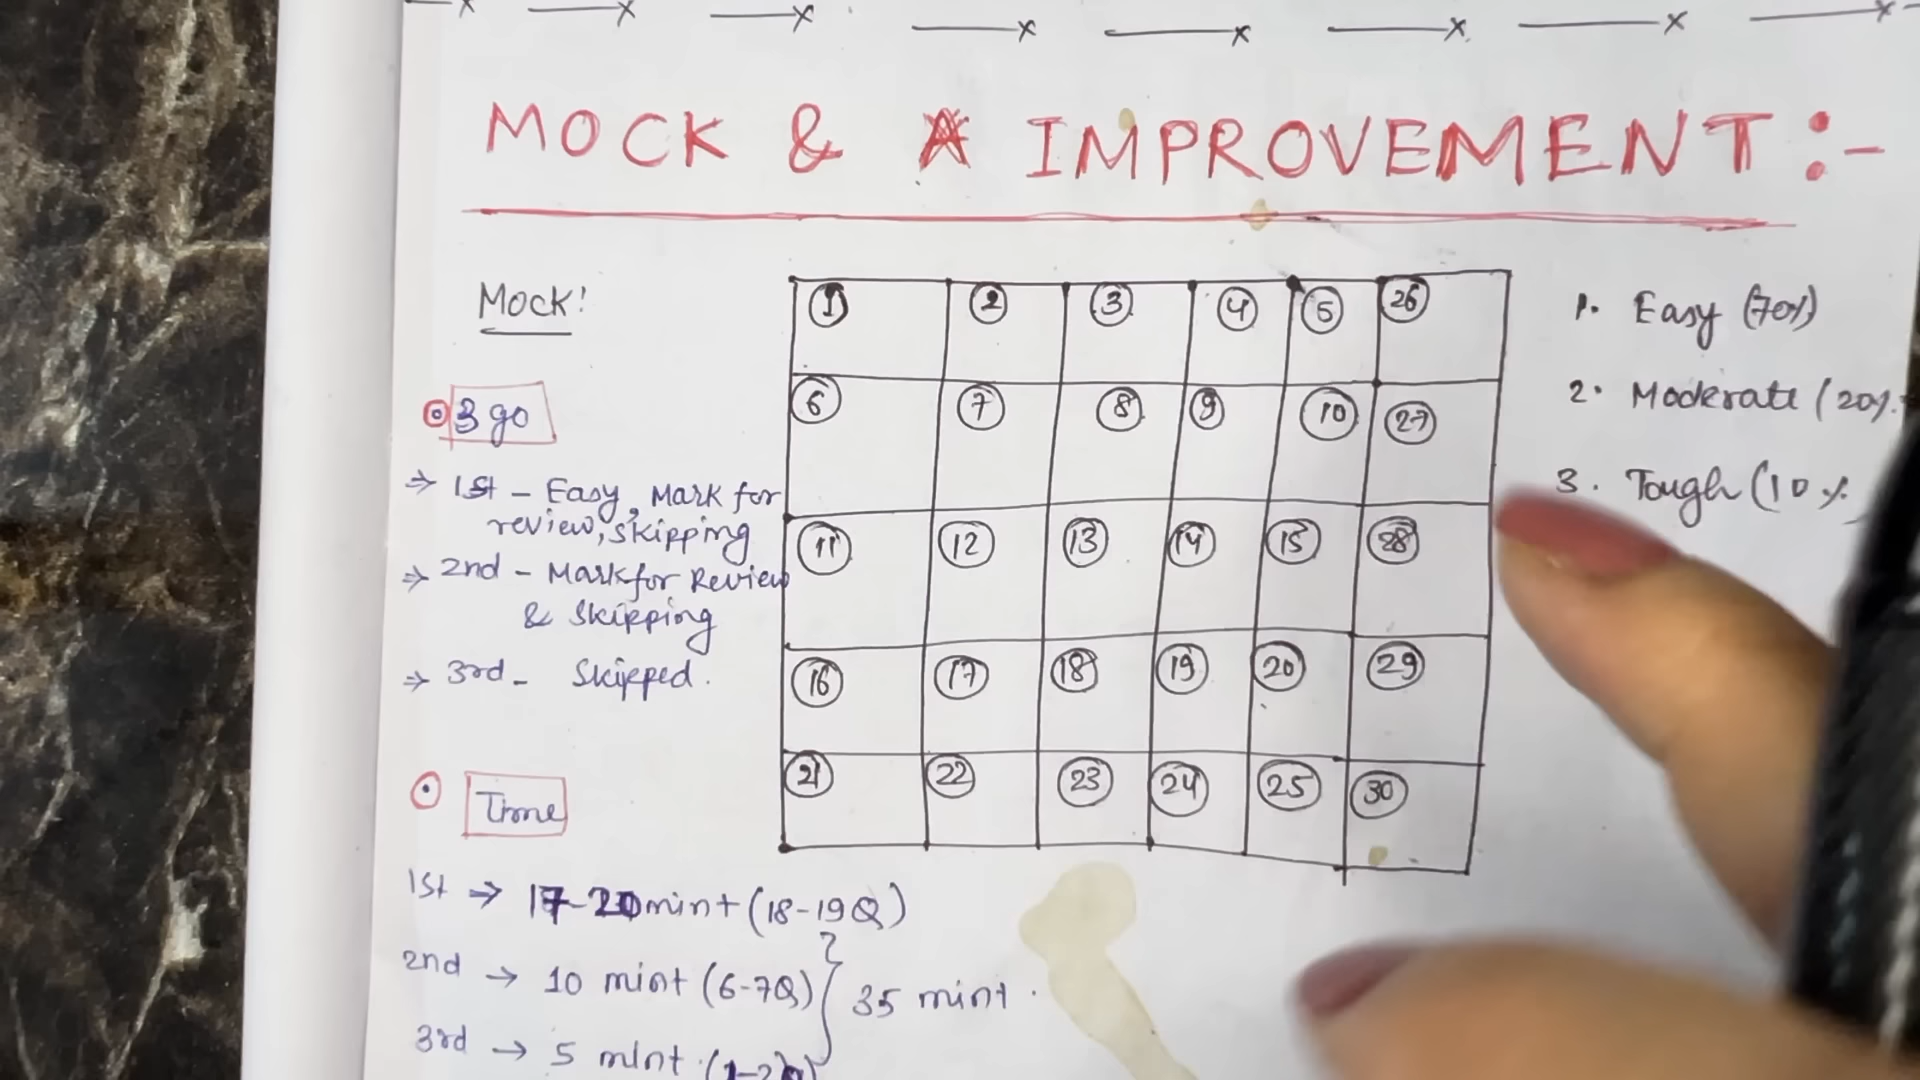 MOCK & IMPROVEMENT :-
Mock!
3 go
⇒ 1st - Easy, Mark for
review, skipping
⇒ 2nd - Mark for Review
& Skipping
⇒ 3rd - Skipped.
Time
1st → 17-20 mint (18-19Q)
2nd → 10 mint (6-7Q)
35 mint.
3rd → 5 mint.
1 2 3 4 5 26
6 7 8 9 10 27
11 12 13 14 15 28
16 17 18 19 20 29
21 22 23 24 25 30
1. Easy (70%)
2. Moderate (20%.
3. Tough (10%